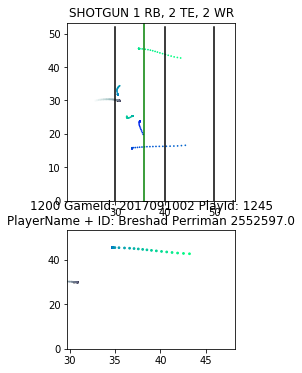 SHOTGUN 1 RB, 2 TE, 2 WR
50
40
30
20
10
0
30 40 50
1200 GameId: 2017091002 PlayId: 1245
PlayerName + ID: Breshad Perriman 2552597.0
40
20
0
30 35 40 45